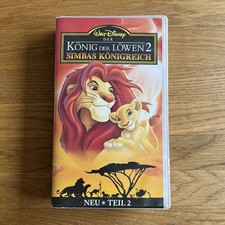 Walt Disney
DER
KÖNIG DER LÖWEN 2
SIMBAS KÖNIGREICH
NEU • TEIL 2